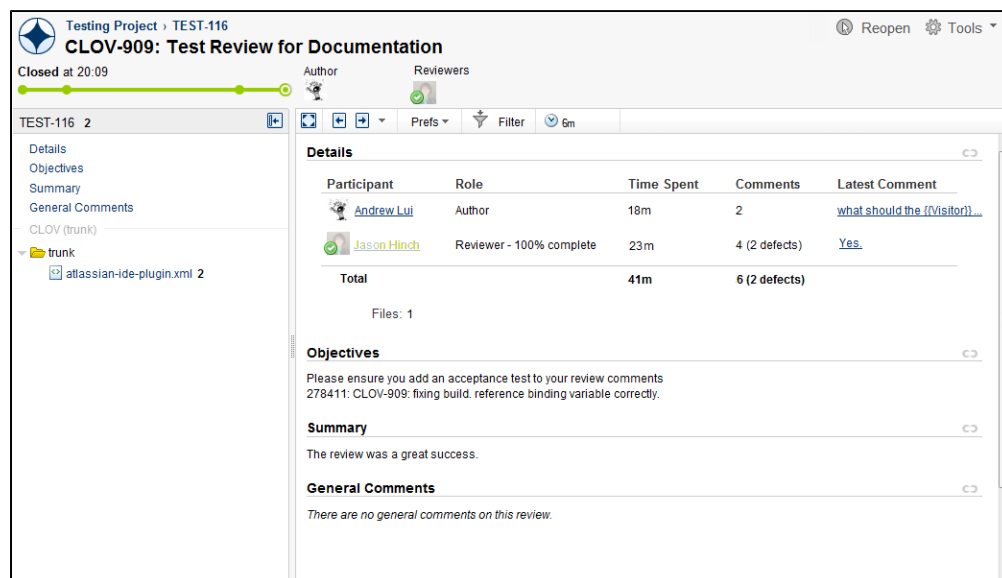 Testing Project › TEST-116
Reopen Tools
CLOV-909: Test Review for Documentation
Closed at 20:09
Author Reviewers
TEST-116 2
Prefs Filter 6m
Details
Objectives
Summary
General Comments
CLOV (trunk)
trunk
atlassian-ide-plugin.xml 2
Details
Participant Role Time Spent Comments Latest Comment
Andrew Lui Author 18m 2 what should the {{Visitor}} ...
Jason Hinch Reviewer - 100% complete 23m 4 (2 defects) Yes.
Total 41m 6 (2 defects)
Files: 1
Objectives
Please ensure you add an acceptance test to your review comments
278411: CLOV-909: fixing build. reference binding variable correctly.
Summary
The review was a great success.
General Comments
There are no general comments on this review.